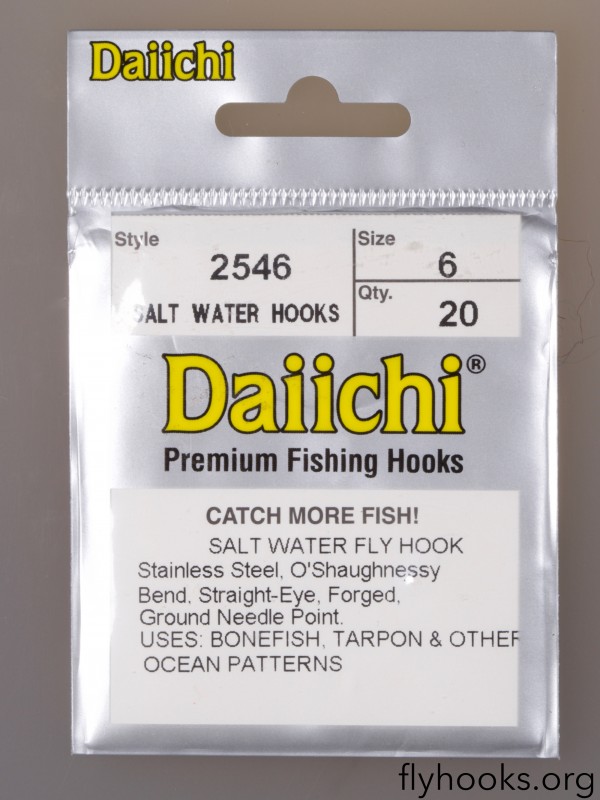 Daiichi
Style
2546
SALT WATER HOOKS
Size
6
Qty.
20
Daiichi®
Premium Fishing Hooks
CATCH MORE FISH!
SALT WATER FLY HOOK
Stainless Steel, O'Shaughnessy
Bend, Straight-Eye, Forged,
Ground Needle Point.
USES: BONEFISH, TARPON & OTHER
OCEAN PATTERNS
flyhooks.org